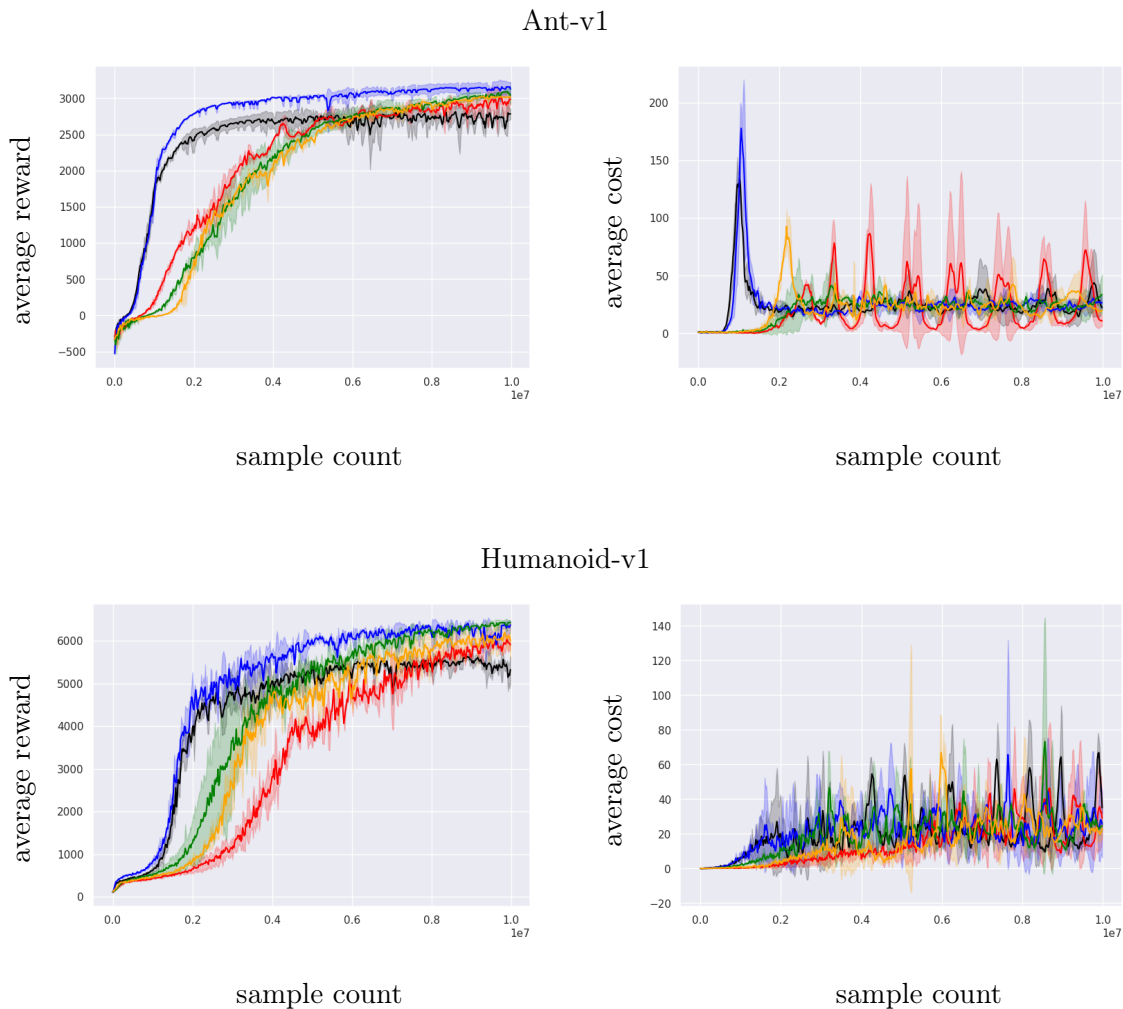 Ant-v1
average reward
3000
2500
2000
1500
1000
500
0
−500
0.0 0.2 0.4 0.6 0.8 1.0
1e7
sample count
average cost
200
150
100
50
0
0.0 0.2 0.4 0.6 0.8 1.0
1e7
sample count
Humanoid-v1
average reward
6000
5000
4000
3000
2000
1000
0
0.0 0.2 0.4 0.6 0.8 1.0
1e7
sample count
average cost
140
120
100
80
60
40
20
0
−20
0.0 0.2 0.4 0.6 0.8 1.0
1e7
sample count